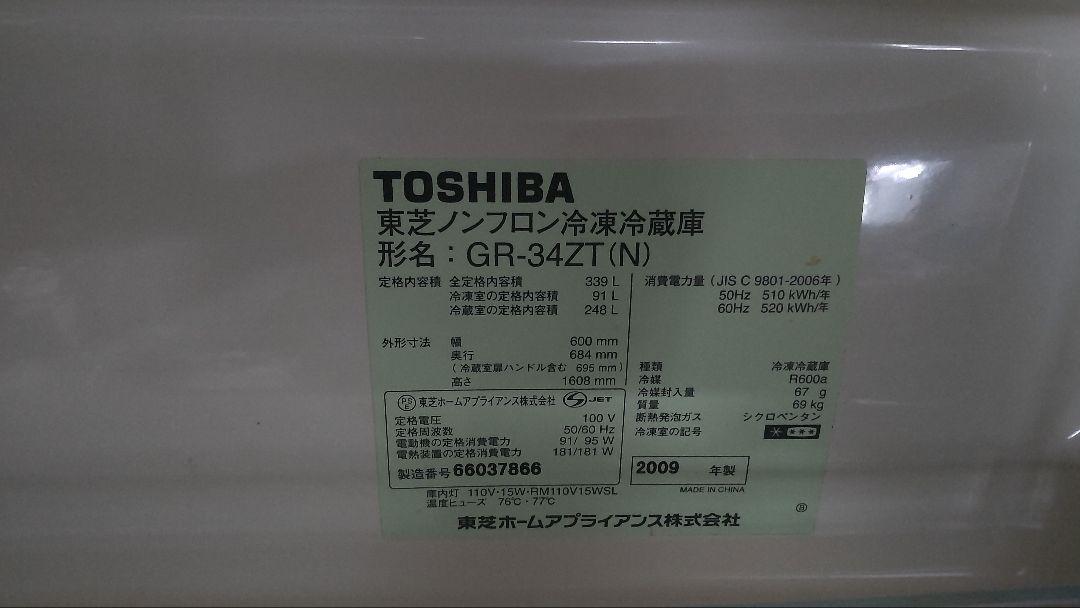 TOSHIBA
東芝ノンフロン冷凍冷蔵庫
形名：GR-34ZT(N)
定格内容積 全定格内容積 339 L
冷凍室の定格内容積 91 L
冷蔵室の定格内容積 248 L
外形寸法 幅 600 mm
奥行 684 mm
(冷蔵室扉ハンドル含む 695 mm)
高さ 1608 mm
PSE 東芝ホームアプライアンス株式会社 JET
定格電圧 100 V
定格周波数 50/60 Hz
電動機の定格消費電力 91/ 95 W
電熱装置の定格消費電力 181/181 W
製造番号 66037866
庫内灯 110V･15W･RM110V15WSL
温度ヒューズ 76℃・77℃
消費電力量 (JIS C 9801-2006年)
50Hz 510 kWh/年
60Hz 520 kWh/年
種類 冷凍冷蔵庫
冷媒 R600a
冷媒封入量 67 g
質量 69 kg
断熱発泡ガス シクロペンタン
冷凍室の記号
2009 年製
MADE IN CHINA
Ⓑ
東芝ホームアプライアンス株式会社